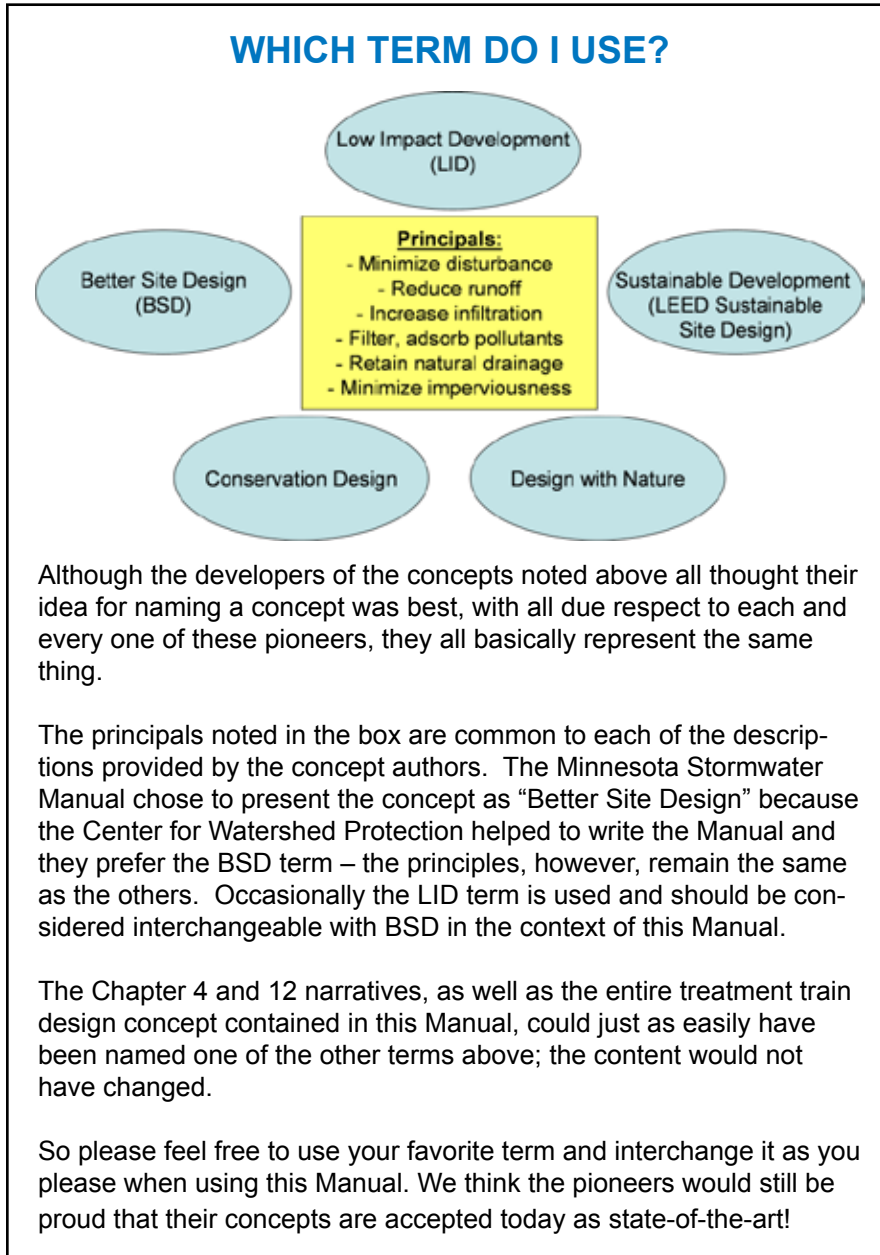 WHICH TERM DO I USE?
Low Impact Development
(LID)
Better Site Design
(BSD)
Principals:
- Minimize disturbance
- Reduce runoff
- Increase infiltration
- Filter, adsorb pollutants
- Retain natural drainage
- Minimize imperviousness
Sustainable Development
(LEED Sustainable
Site Design)
Conservation Design
Design with Nature
Although the developers of the concepts noted above all thought their
idea for naming a concept was best, with all due respect to each and
every one of these pioneers, they all basically represent the same
thing.
The principals noted in the box are common to each of the descrip-
tions provided by the concept authors.  The Minnesota Stormwater
Manual chose to present the concept as “Better Site Design” because
the Center for Watershed Protection helped to write the Manual and
they prefer the BSD term – the principles, however, remain the same
as the others.  Occasionally the LID term is used and should be con-
sidered interchangeable with BSD in the context of this Manual.
The Chapter 4 and 12 narratives, as well as the entire treatment train
design concept contained in this Manual, could just as easily have
been named one of the other terms above; the content would not
have changed.
So please feel free to use your favorite term and interchange it as you
please when using this Manual. We think the pioneers would still be
proud that their concepts are accepted today as state-of-the-art!